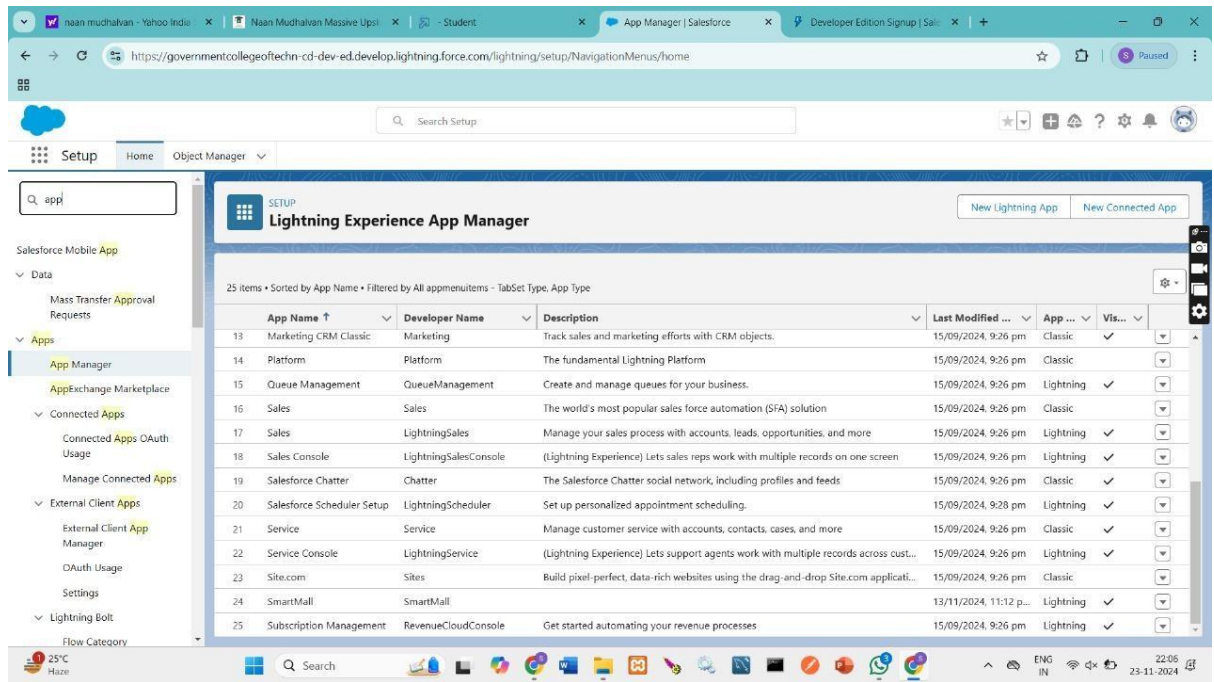 naan mudhalvan - Yahoo India
Naan Mudhalvan Massive Upsk
- Student
App Manager | Salesforce
Developer Edition Signup | Sale
https://governmentcollegeoftechn-cd-dev-ed.develop.lightning.force.com/lightning/setup/NavigationMenus/home
S Paused
Search Setup
Setup Home Object Manager
app
Salesforce Mobile App
Data
Mass Transfer Approval
Requests
Apps
App Manager
AppExchange Marketplace
Connected Apps
Connected Apps OAuth
Usage
Manage Connected Apps
External Client Apps
External Client App
Manager
OAuth Usage
Settings
Lightning Bolt
Flow Category
SETUP
Lightning Experience App Manager
New Lightning App New Connected App
25 items • Sorted by App Name • Filtered by All appmenuitems - TabSet Type, App Type
App Name ↑ Developer Name Description Last Modified ... App ... Vis...
13 Marketing CRM Classic Marketing Track sales and marketing efforts with CRM objects. 15/09/2024, 9:26 pm Classic
14 Platform Platform The fundamental Lightning Platform 15/09/2024, 9:26 pm Classic
15 Queue Management QueueManagement Create and manage queues for your business. 15/09/2024, 9:26 pm Lightning
16 Sales Sales The world's most popular sales force automation (SFA) solution 15/09/2024, 9:26 pm Classic
17 Sales LightningSales Manage your sales process with accounts, leads, opportunities, and more 15/09/2024, 9:26 pm Lightning
18 Sales Console LightningSalesConsole (Lightning Experience) Lets sales reps work with multiple records on one screen 15/09/2024, 9:26 pm Lightning
19 Salesforce Chatter Chatter The Salesforce Chatter social network, including profiles and feeds 15/09/2024, 9:26 pm Classic
20 Salesforce Scheduler Setup LightningScheduler Set up personalized appointment scheduling. 15/09/2024, 9:28 pm Lightning
21 Service Service Manage customer service with accounts, contacts, cases, and more 15/09/2024, 9:26 pm Classic
22 Service Console LightningService (Lightning Experience) Lets support agents work with multiple records across cust... 15/09/2024, 9:26 pm Lightning
23 Site.com Sites Build pixel-perfect, data-rich websites using the drag-and-drop Site.com applicati... 15/09/2024, 9:26 pm Classic
24 SmartMall SmartMall 13/11/2024, 11:12 p... Lightning
25 Subscription Management RevenueCloudConsole Get started automating your revenue processes 15/09/2024, 9:26 pm Lightning
1 25°C
Haze
Search
ENG
IN
22:06
23-11-2024